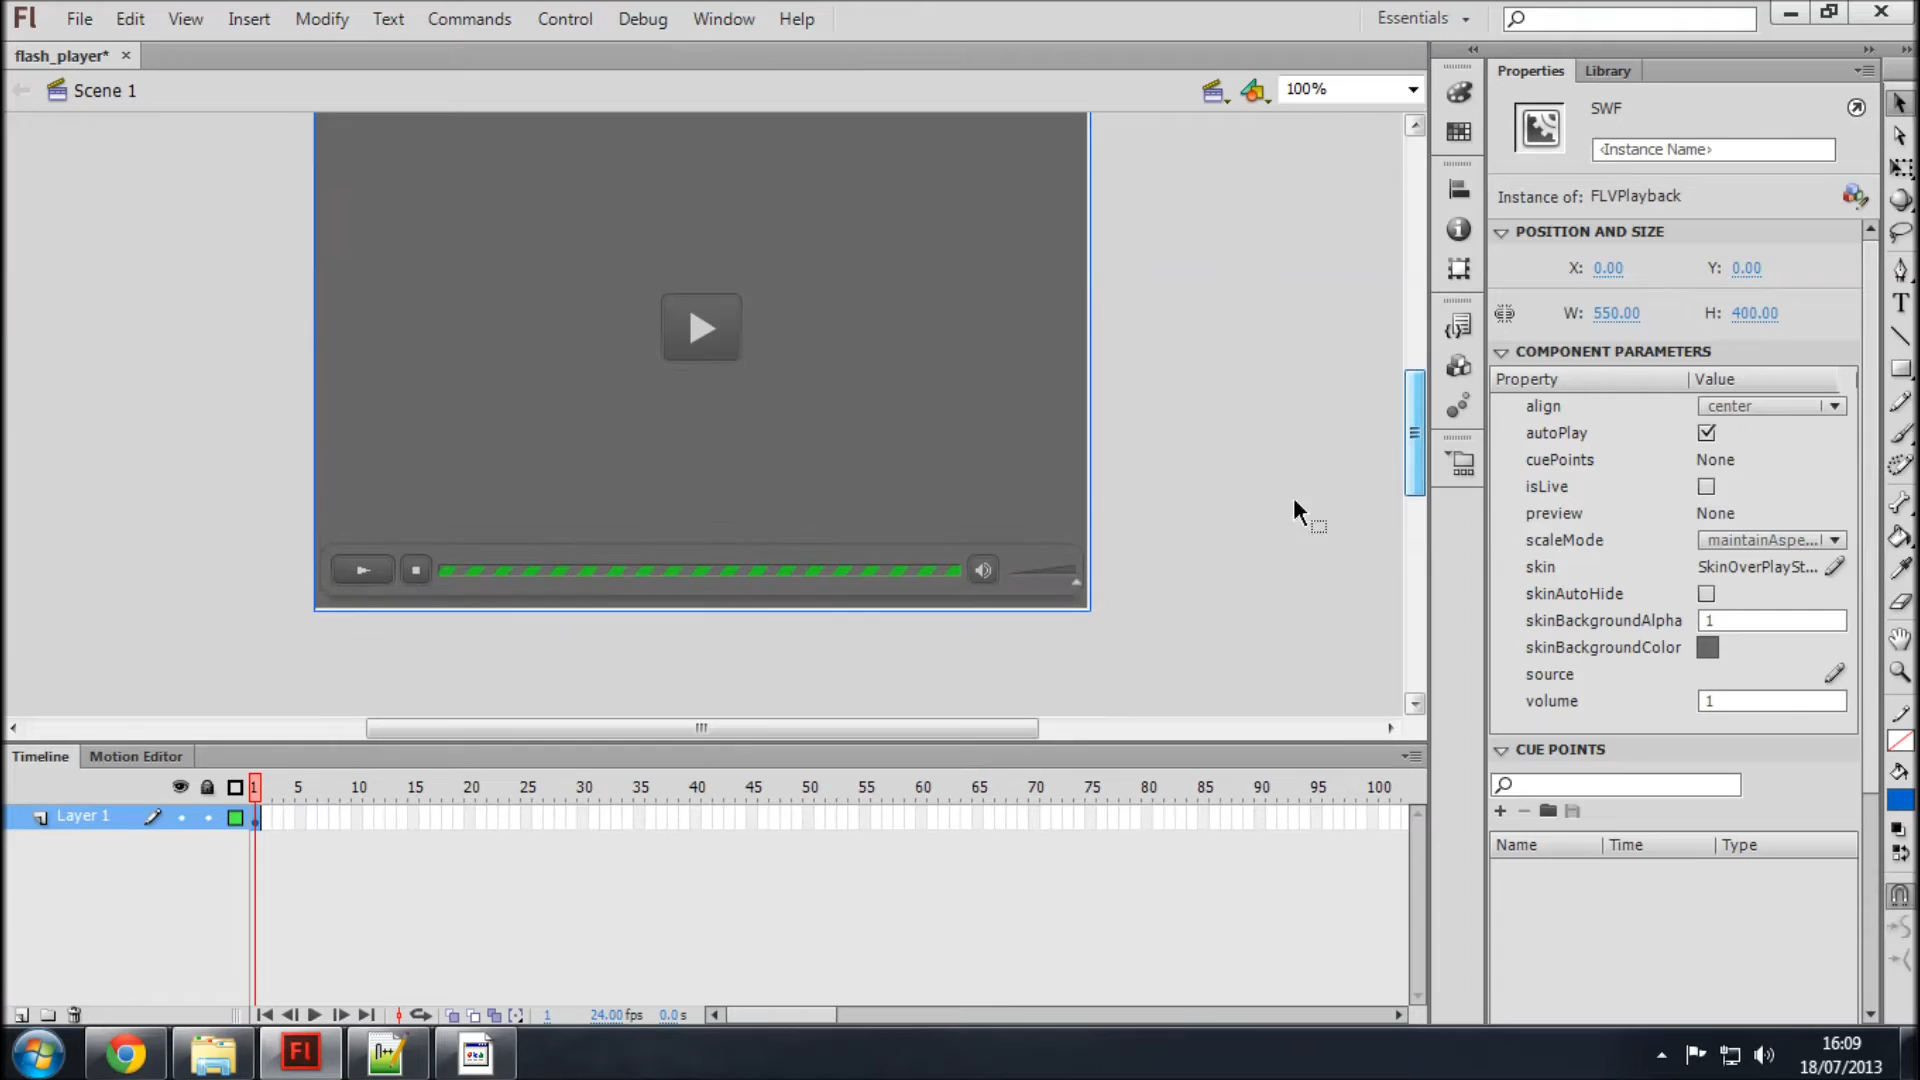 Fl File Edit View Insert Modify Text Commands Control Debug Window Help Essentials
flash_player* ×
Scene 1 100%
Properties Library
SWF
<Instance Name>
Instance of: FLVPlayback
POSITION AND SIZE
X: 0.00 Y: 0.00
W: 550.00 H: 400.00
COMPONENT PARAMETERS
Property Value
align center
autoPlay
cuePoints None
isLive
preview None
scaleMode maintainAspe...
skin SkinOverPlaySt...
skinAutoHide
skinBackgroundAlpha 1
skinBackgroundColor
source
volume 1
CUE POINTS
Name Time Type
Timeline Motion Editor
1 5 10 15 20 25 30 35 40 45 50 55 60 65 70 75 80 85 90 95 100
Layer 1
1 24.00 fps 0.0 s
Fl
n++
16:09
18/07/2013